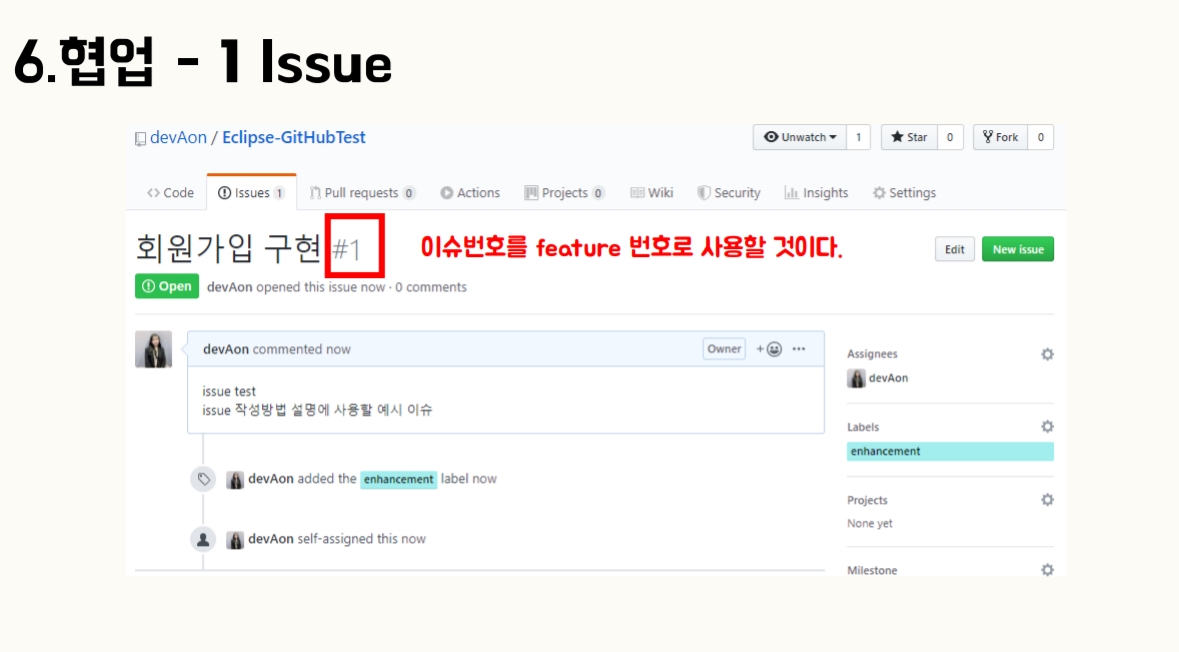 6.협업 - 1 Issue
devAon / Eclipse-GitHubTest
Unwatch 1 Star 0 Fork 0
Code Issues 1 Pull requests 0 Actions Projects 0 Wiki Security Insights Settings
회원가입 구현 #1 이슈번호를 feature 번호로 사용할 것이다. Edit New issue
Open devAon opened this issue now · 0 comments
devAon commented now Owner
issue test
issue 작성방법 설명에 사용할 예시 이슈
devAon added the enhancement label now
devAon self-assigned this now
Assignees
devAon
Labels
enhancement
Projects
None yet
Milestone